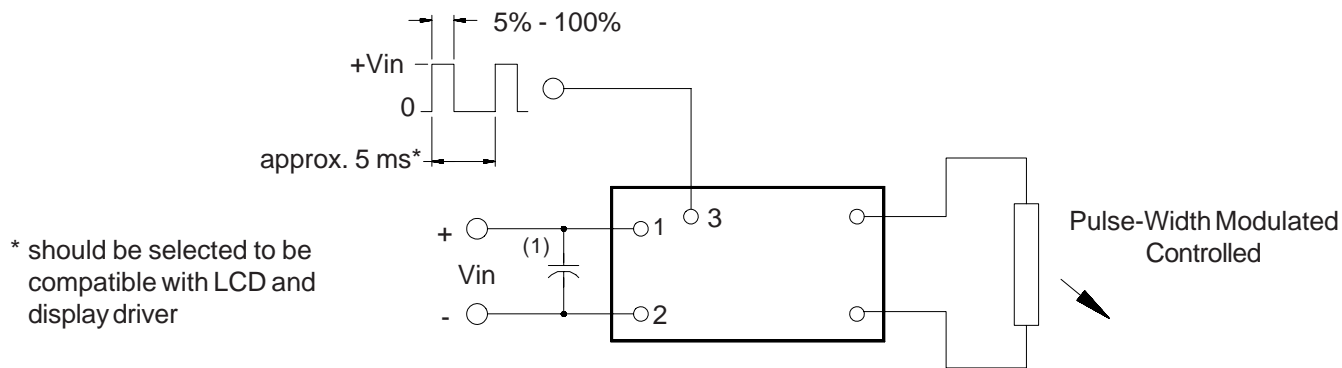 5% - 100%
+Vin
0
approx. 5 ms*
+
(1)
Vin
-
1
3
2
Pulse-Width Modulated
Controlled
* should be selected to be
compatible with LCD and
display driver